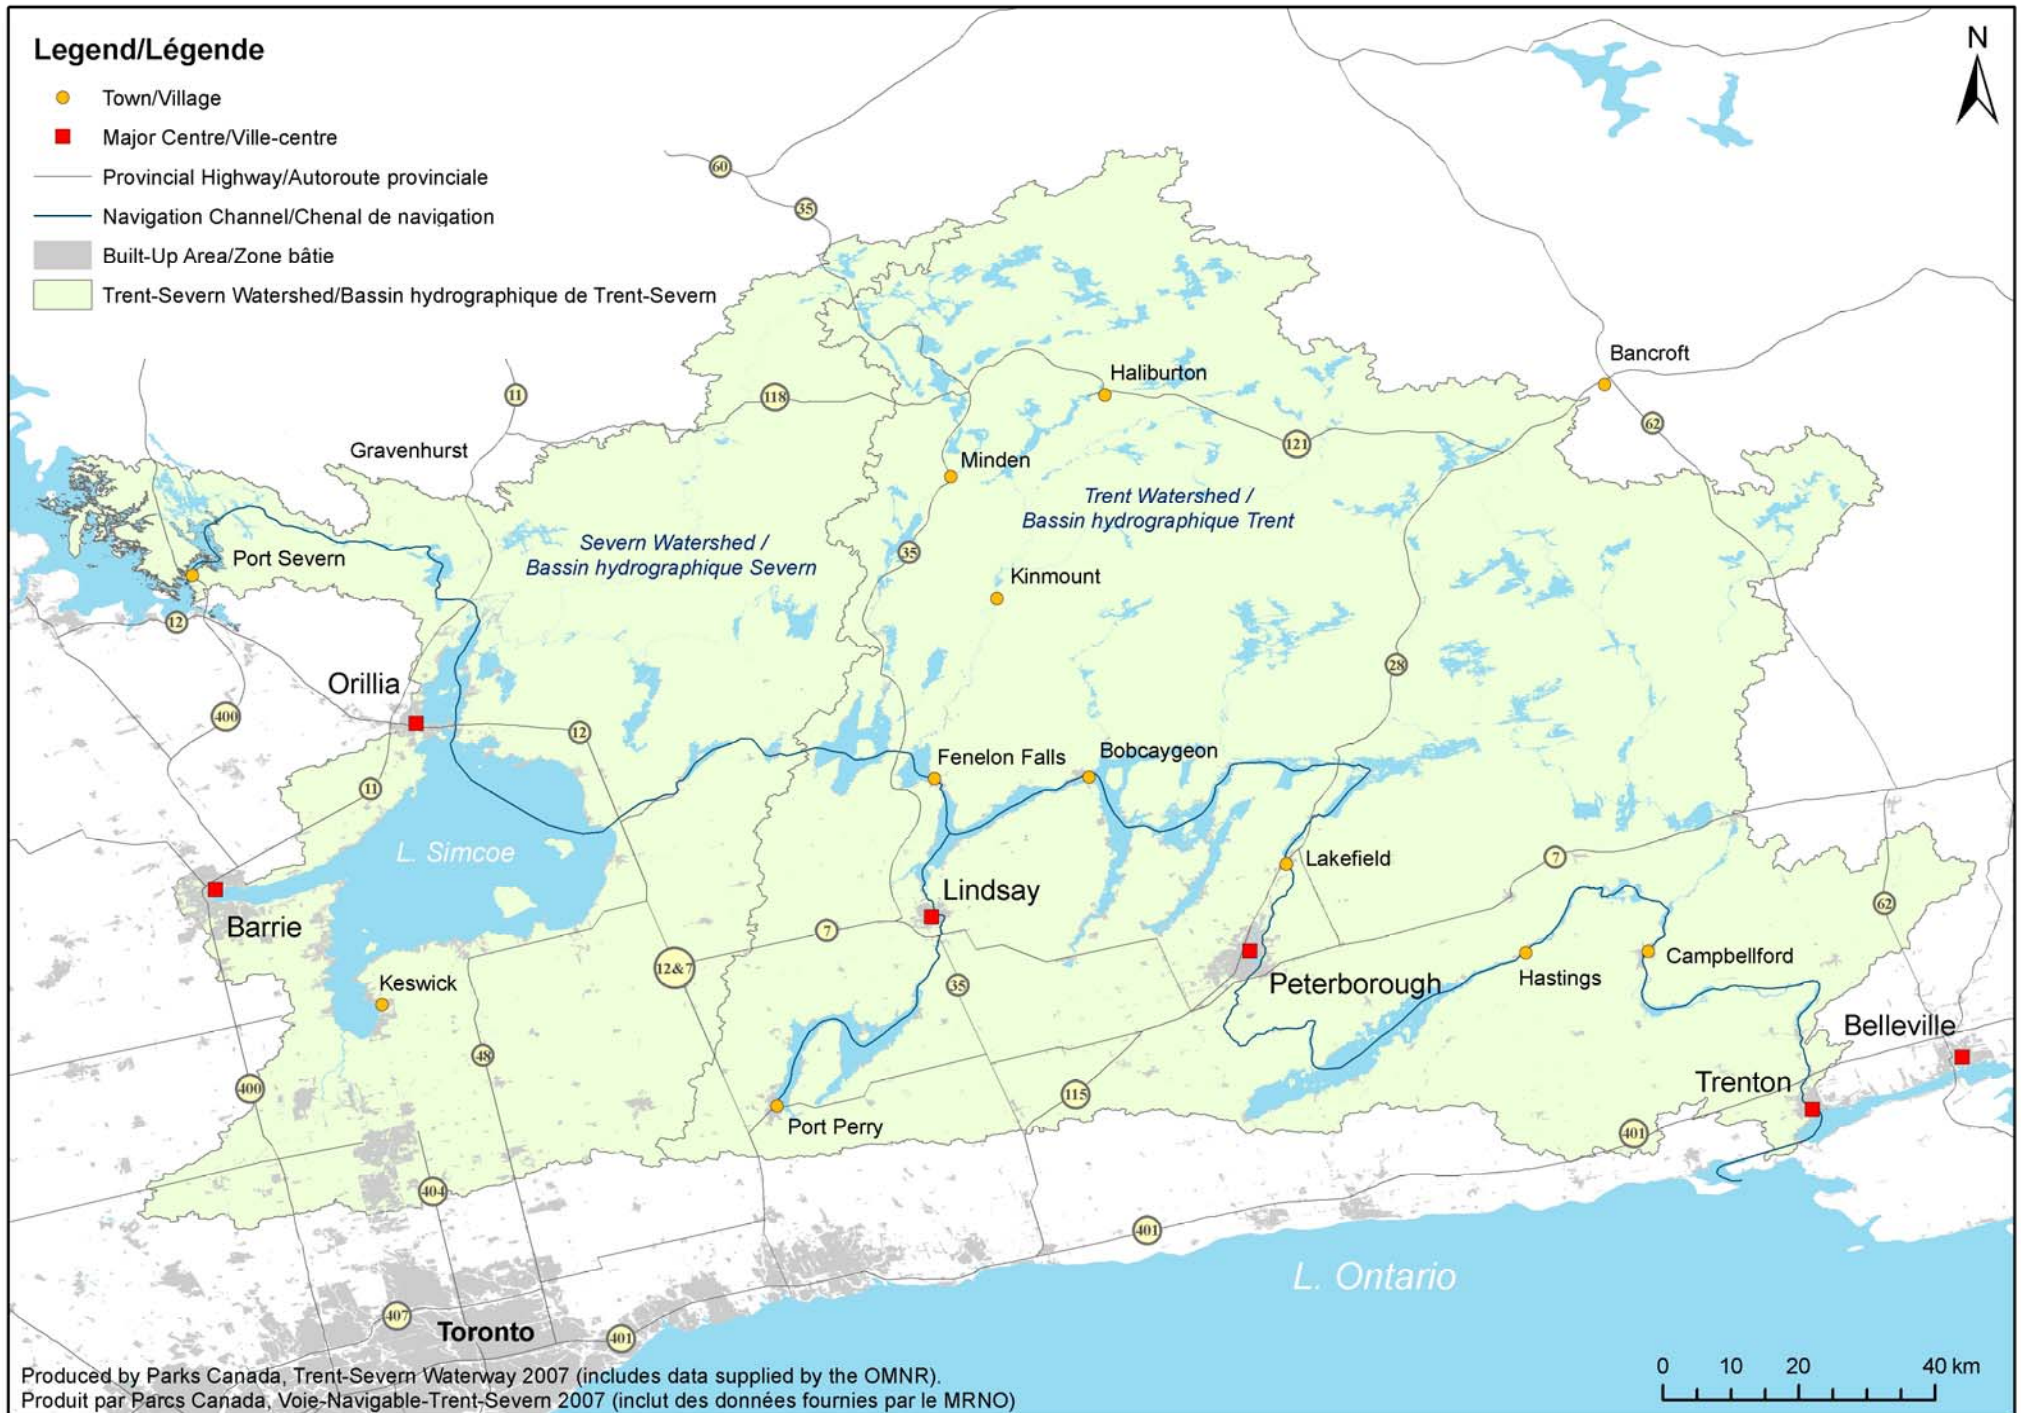 Legend/Légende
Town/Village
Major Centre/Ville-centre
Provincial Highway/Autoroute provinciale
Navigation Channel/Chenal de navigation
Built-Up Area/Zone bâtie
Trent-Severn Watershed/Bassin hydrographique de Trent-Severn
N
60
35
11
118
Gravenhurst
Haliburton
Bancroft
62
121
Minden
Trent Watershed /
Bassin hydrographique Trent
Severn Watershed /
Bassin hydrographique Severn
35
Port Severn
Kinmount
12
28
Orillia
400
12
11
Fenelon Falls
Bobcaygeon
L. Simcoe
Lakefield
7
Lindsay
Barrie
7
62
12&7
Keswick
35
Peterborough
Hastings
Campbellford
Belleville
48
400
115
Trenton
Port Perry
401
404
401
L. Ontario
407
Toronto
401
0 10 20 40 km
Produced by Parks Canada, Trent-Severn Waterway 2007 (includes data supplied by the OMNR).
Produit par Parcs Canada, Voie-Navigable-Trent-Severn 2007 (inclut des données fournies par le MRNO)